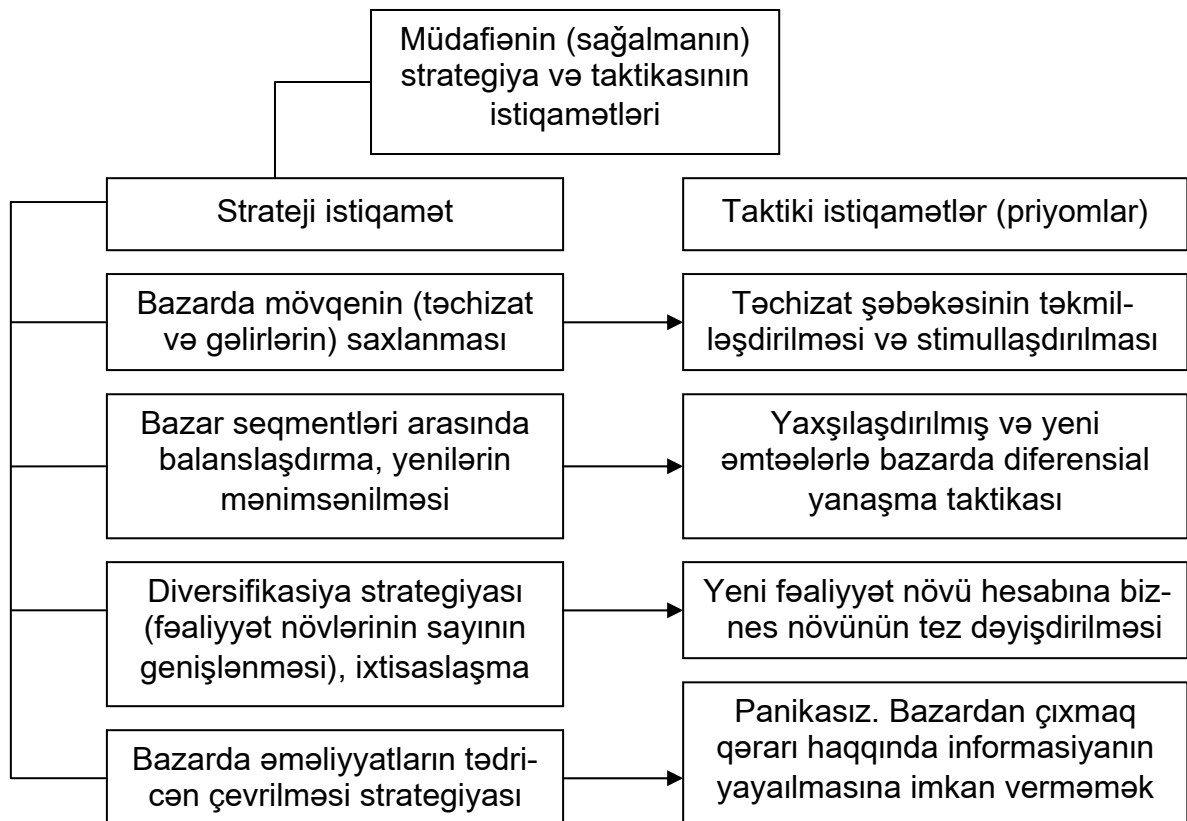 Müdafiənin (sağalmanın)
strategiya və taktikasının
istiqamətləri
Strateji istiqamət
Taktiki istiqamətlər (priyomlar)
Bazarda mövqenin (təchizat
və gəlirlərin) saxlanması
Təchizat şəbəkəsinin təkmil-
ləşdirilməsi və stimullaşdırılması
Bazar seqmentləri arasında
balanslaşdırma, yenilərin
mənimsənilməsi
Yaxşılaşdırılmış və yeni
əmtəələrlə bazarda diferensial
yanaşma taktikası
Diversifikasiya strategiyası
(fəaliyyət növlərinin sayının
genişlənməsi), ixtisaslaşma
Yeni fəaliyyət növü hesabına biz-
nes növünün tez dəyişdirilməsi
Bazarda əməliyyatların tədri-
cən çevrilməsi strategiyası
Panikasız. Bazardan çıxmaq
qərarı haqqında informasiyanın
yayaılmasına imkan verməmək